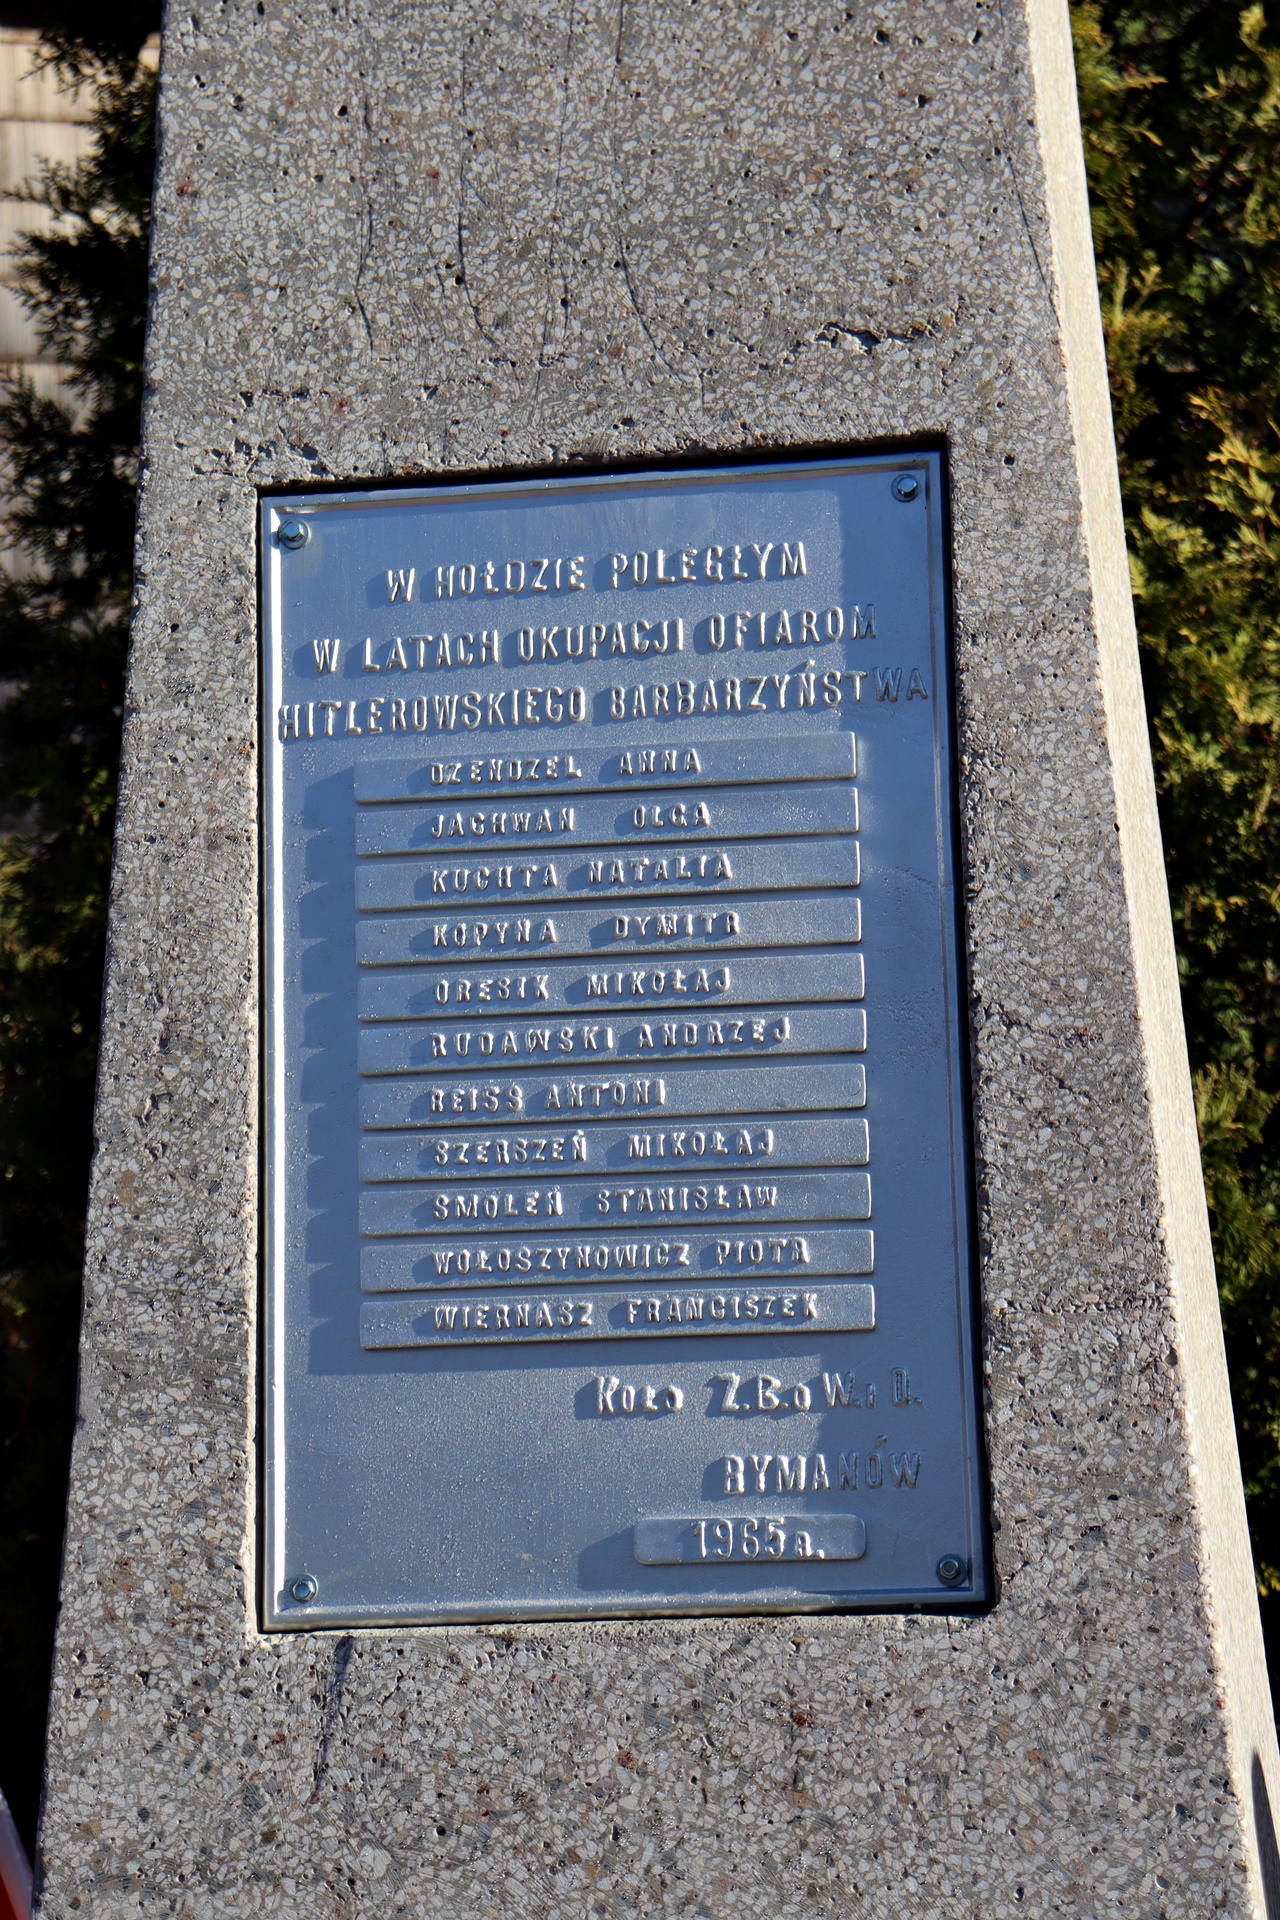 W HOŁDZIE POLEGŁYM
W LATACH OKUPACJI OFIAROM
HITLEROWSKIEGO BARBARZYŃSTWA
DZENDZEL ANNA
JACHWAN OLGA
KUCHTA NATALIA
KOPYNA DYMITR
ORESIK MIKOŁAJ
RUDAWSKI ANDRZEJ
REISS ANTONI
SZERSZEŃ MIKOŁAJ
SMOLEŃ STANISŁAW
WOŁOSZYNOWICZ PIOTR
WIERNASZ FRANCISZEK
KOŁO Z.B.o W.i D.
RYMANÓW
1965 R.